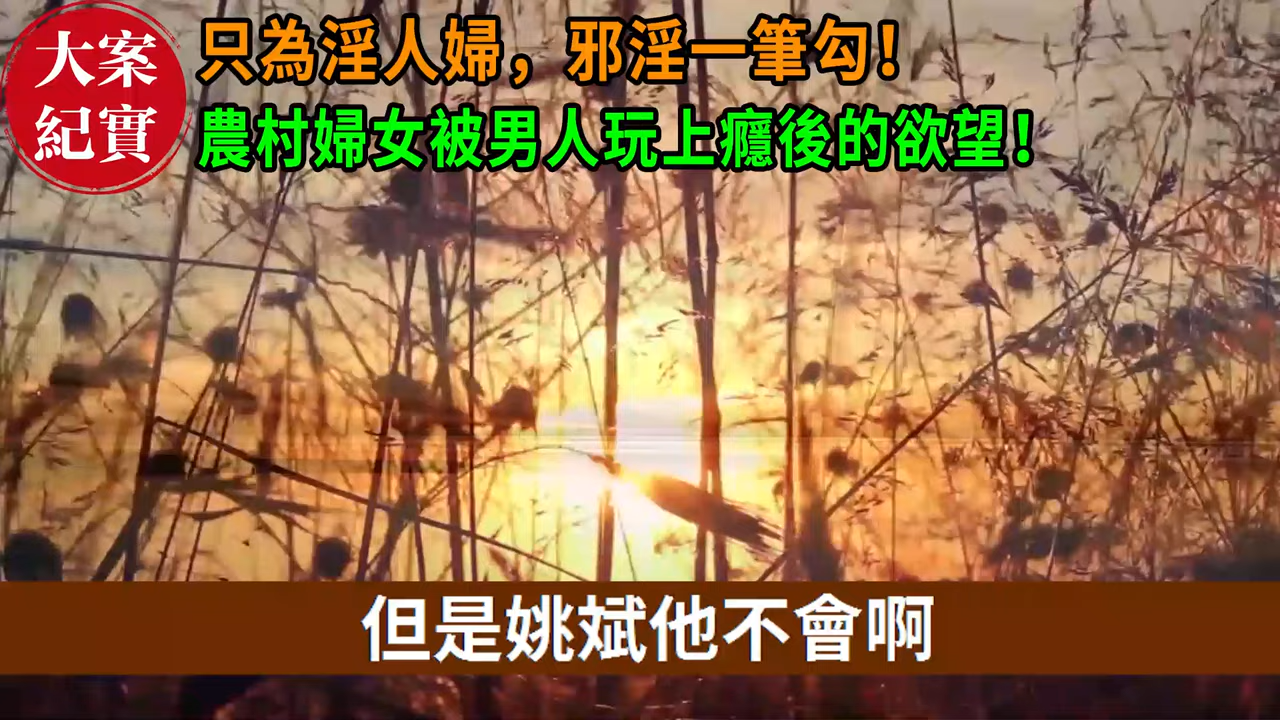 大案
紀實
只為淫人婦，邪淫一筆勾！
農村婦女被男人玩上癮後的欲望！
但是姚斌他不會啊